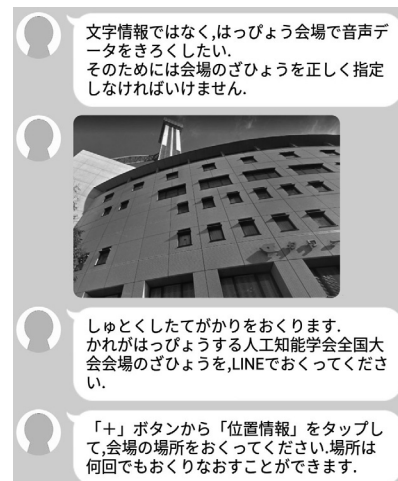 文字情報ではなく,はっぴょう会場で音声デ
ータをきろくしたい.
そのためには会場のざひょうを正しく指定
しなければいけません.
しゅとくしたてがかりをおくります.
かれがはっぴょうする人工知能学会全国大
会会場のざひょうを,LINEでおくってくださ
い.
「+」ボタンから「位置情報」をタップし
て,会場の場所をおくってください.場所は
何回でもおくりなおすことができます.